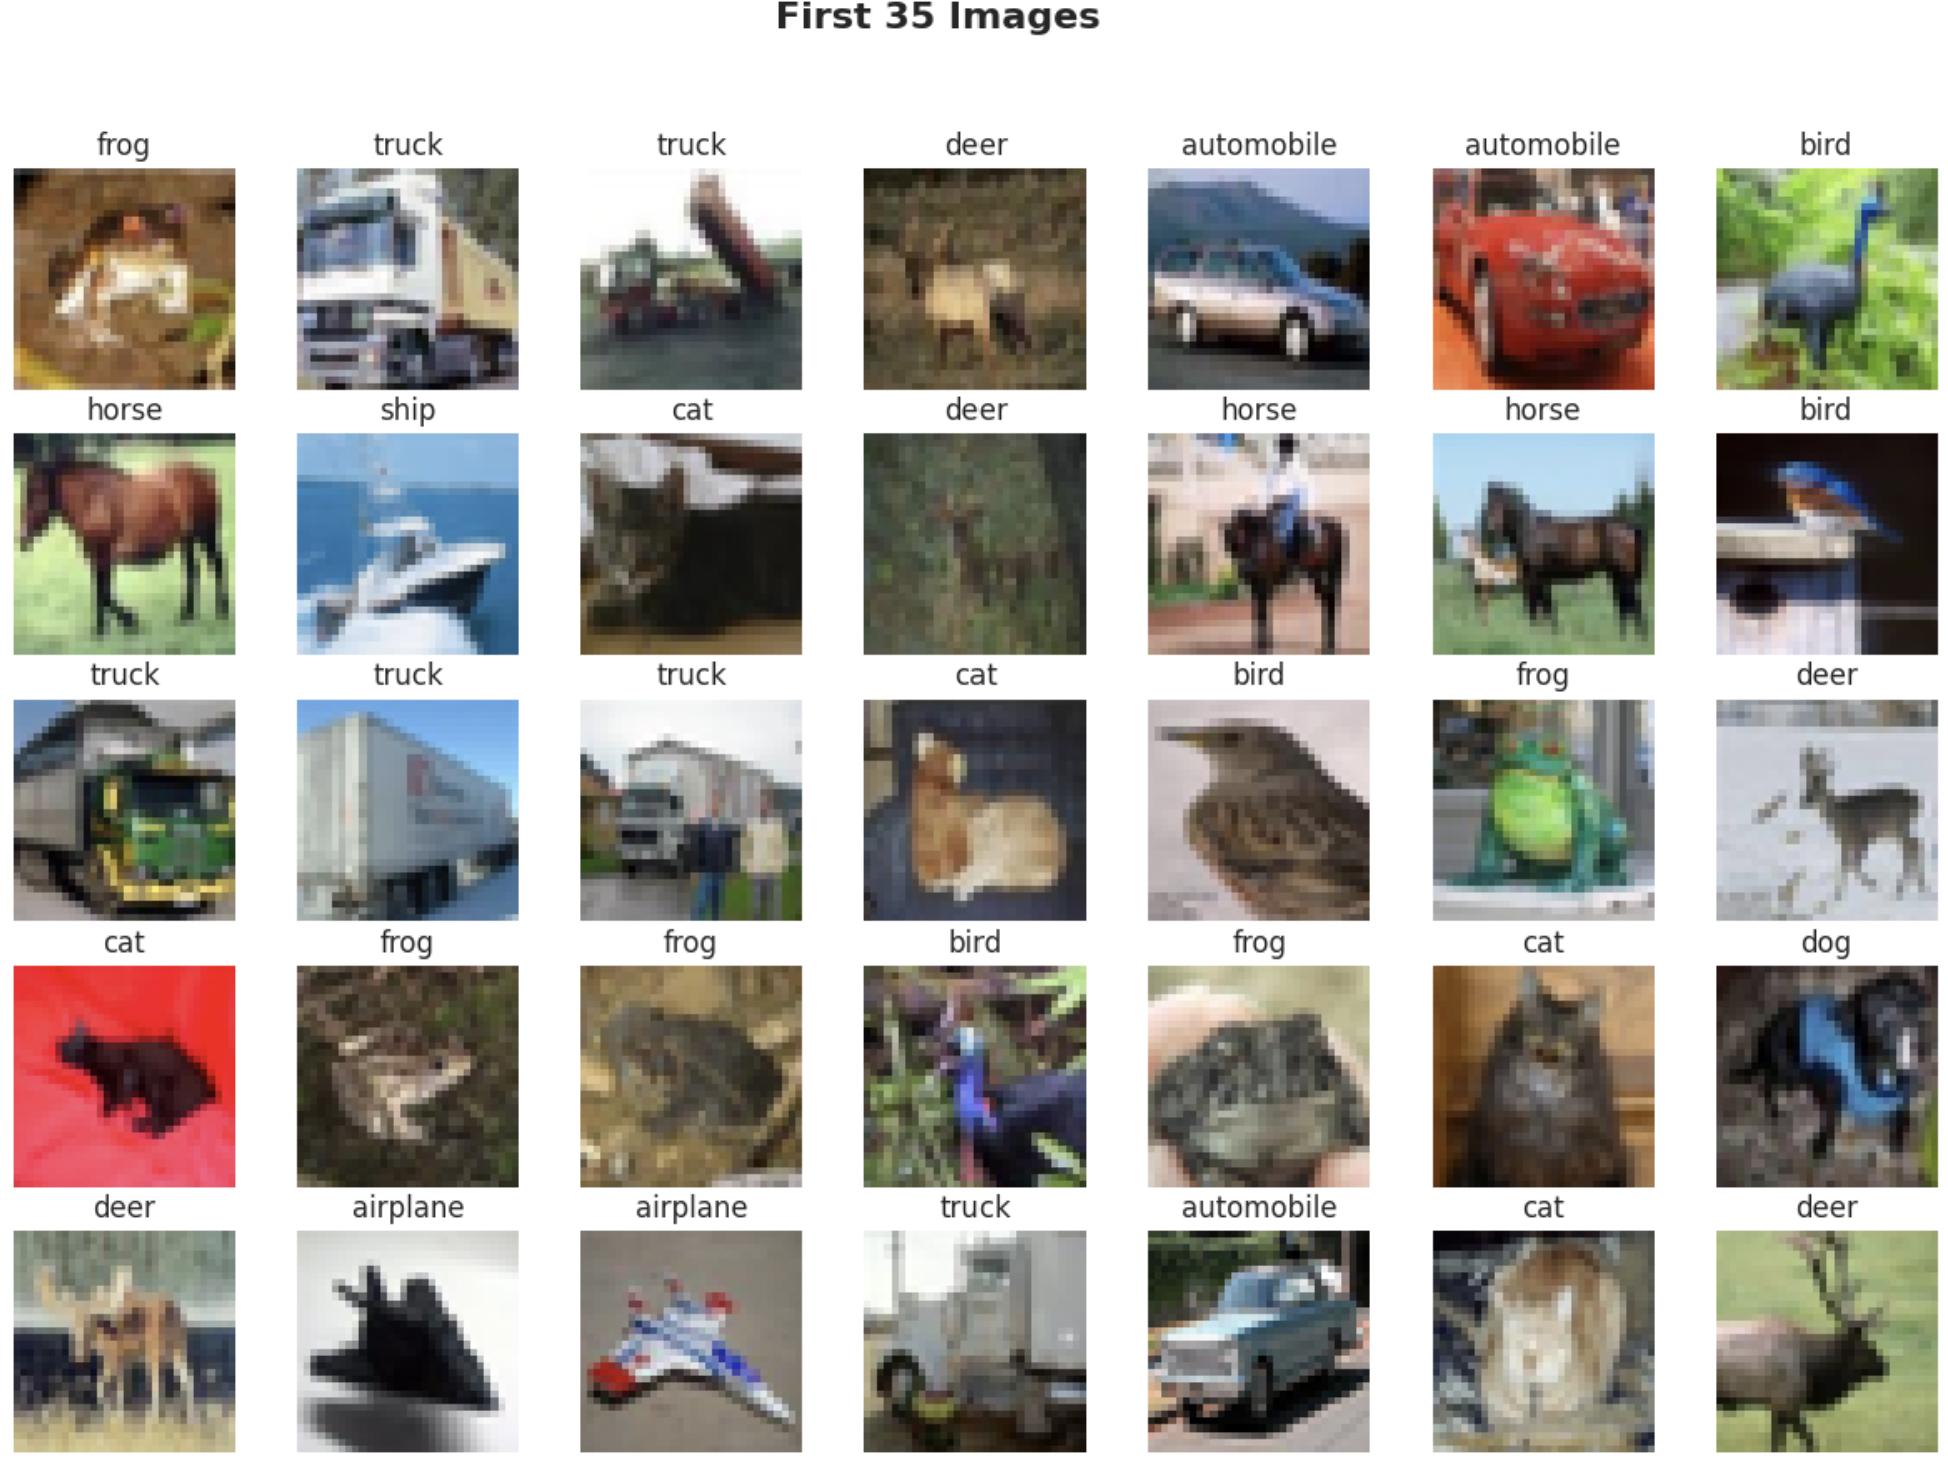 First 35 Images
frog truck truck deer automobile automobile bird
horse ship cat deer horse horse bird
truck truck truck cat bird frog deer
cat frog frog bird frog cat dog
deer airplane airplane truck automobile cat deer